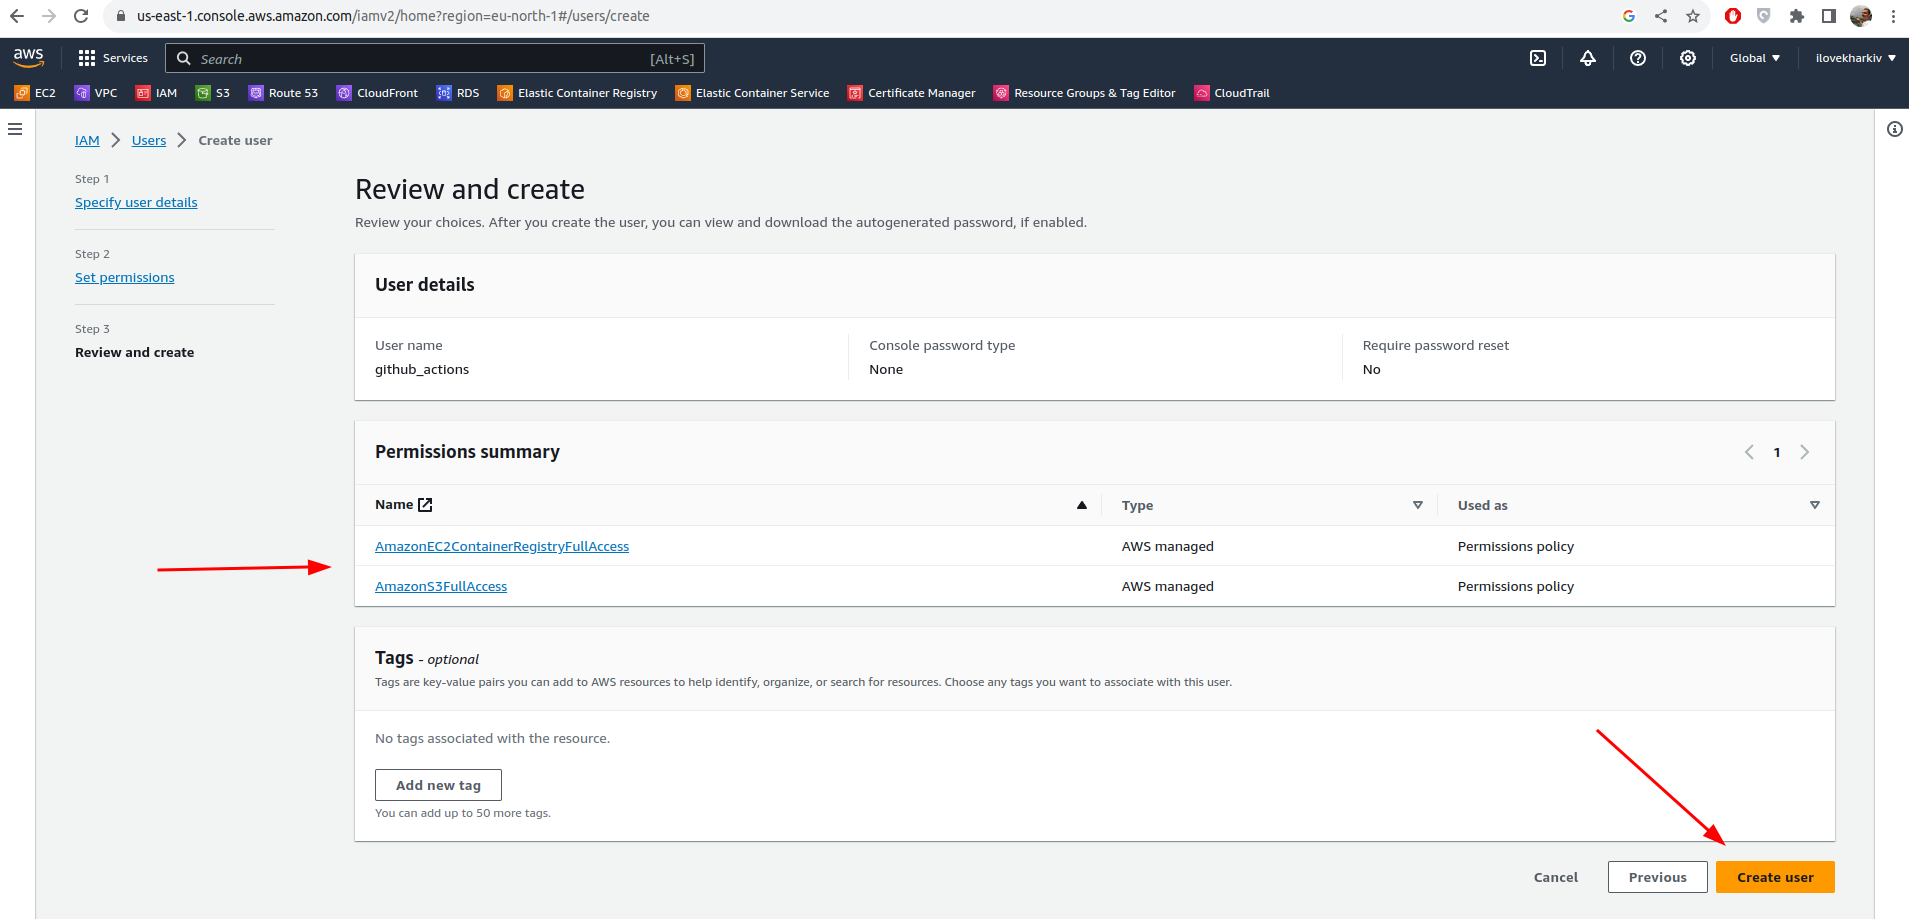 us-east-1.console.aws.amazon.com/iamv2/home?region=eu-north-1#/users/create
aws
Services
Search
[Alt+S]
Global
ilovekharkiv
EC2
VPC
IAM
S3
Route 53
CloudFront
RDS
Elastic Container Registry
Elastic Container Service
Certificate Manager
Resource Groups & Tag Editor
CloudTrail
IAM
Users
Create user
Step 1
Specify user details
Step 2
Set permissions
Step 3
Review and create
Review and create
Review your choices. After you create the user, you can view and download the autogenerated password, if enabled.
User details
User name
github_actions
Console password type
None
Require password reset
No
Permissions summary
1
Name
Type
Used as
AmazonEC2ContainerRegistryFullAccess
AWS managed
Permissions policy
AmazonS3FullAccess
AWS managed
Permissions policy
Tags - optional
Tags are key-value pairs you can add to AWS resources to help identify, organize, or search for resources. Choose any tags you want to associate with this user.
No tags associated with the resource.
Add new tag
You can add up to 50 more tags.
Cancel
Previous
Create user